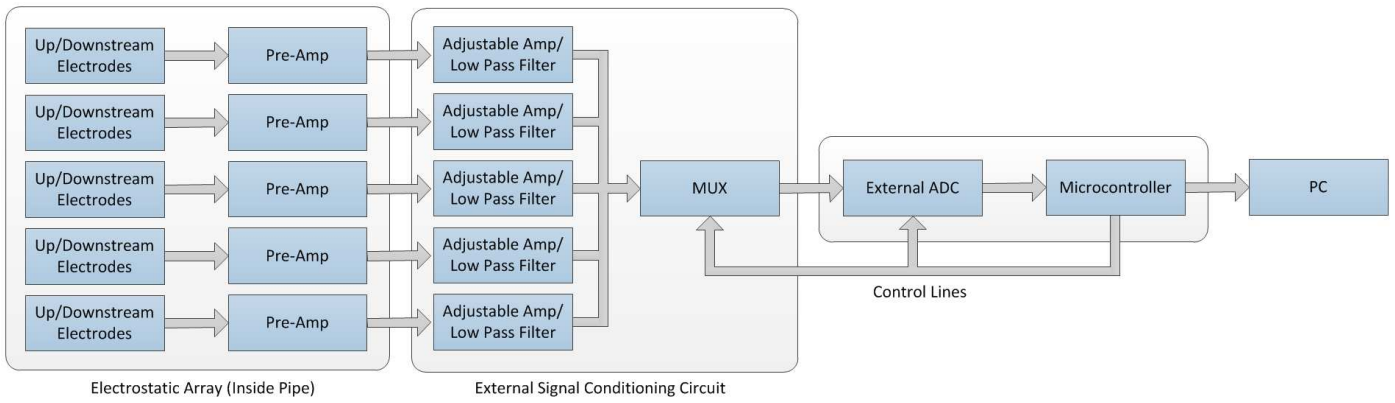 Up/Downstream
Electrodes
Pre-Amp
Adjustable Amp/
Low Pass Filter
Up/Downstream
Electrodes
Pre-Amp
Adjustable Amp/
Low Pass Filter
Up/Downstream
Electrodes
Pre-Amp
Adjustable Amp/
Low Pass Filter
MUX
External ADC
Microcontroller
PC
Up/Downstream
Electrodes
Pre-Amp
Adjustable Amp/
Low Pass Filter
Up/Downstream
Electrodes
Pre-Amp
Adjustable Amp/
Low Pass Filter
Control Lines
Electrostatic Array (Inside Pipe)
External Signal Conditioning Circuit